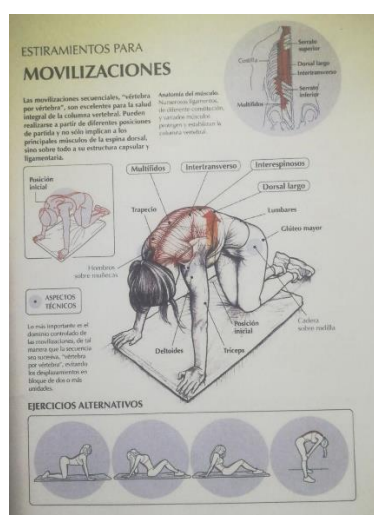 ESTIRAMIENTOS PARA
MOVILIZACIONES
Las movilizaciones secuenciales, "vértebra
por vértebra", son excelentes para la salud
integral de la columna vertebral. Pueden
realizarse a partir de diferentes posiciones
de partida y no sólo implican a los
principales músculos de la espina dorsal,
sino sobre todo a su estructura capsular y
ligamentaria.
Anatomía del músculo.
Numerosos ligamentos,
de diferente constitución,
y variados músculos
protegen y estabilizan la
columna vertebral.
Costilla
Serrato
superior
Dorsal largo
Intertransverso
Serrato
inferior
Multífidos
Posición
inicial
Multífidos
Intertransverso
Interespinosos
Dorsal largo
Trapecio
Lumbares
Glúteo mayor
Hombros
sobre muñecas
ASPECTOS
TÉCNICOS
Lo más importante es el
dominio controlado de
las movilizaciones, de tal
manera que la secuencia
sea sucesiva, "vértebra
por vértebra", evitando
los desplazamientos en
bloque de dos o más
unidades.
Posición
inicial
Cadera
sobre rodilla
Deltoides
Tríceps
EJERCICIOS ALTERNATIVOS